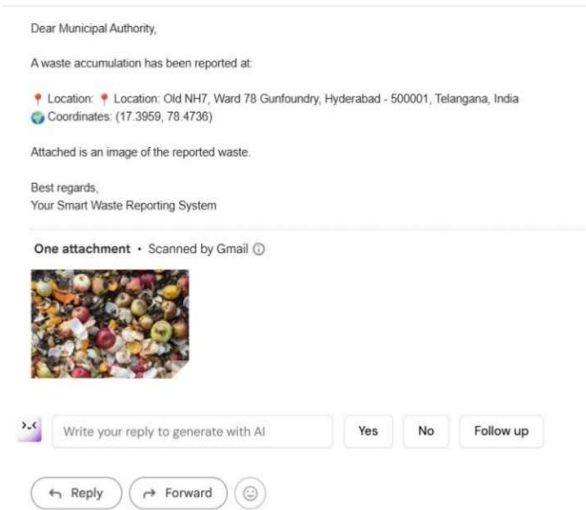 Dear Municipal Authority,
A waste accumulation has been reported at:
📍 Location: 📍 Location: Old NH7, Ward 78 Gunfoundry, Hyderabad - 500001, Telangana, India
🌍 Coordinates: (17.3959, 78.4736)
Attached is an image of the reported waste.
Best regards,
Your Smart Waste Reporting System
One attachment • Scanned by Gmail ⓘ
>_< Write your reply to generate with AI Yes No Follow up
Reply Forward